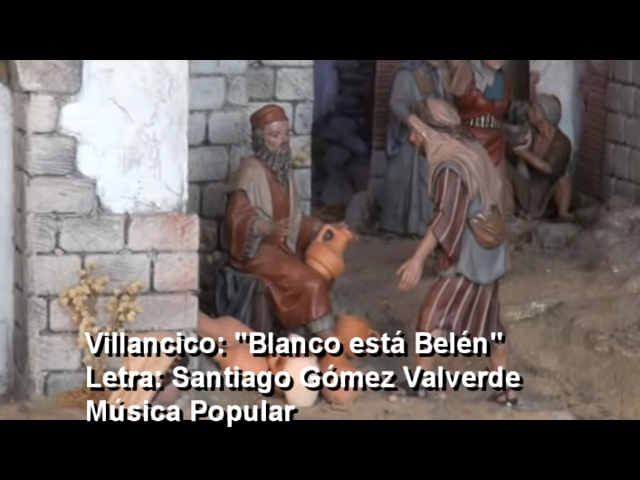 Villancico: "Blanco está Belén"
Letra: Santiago Gómez Valverde
Música Popular